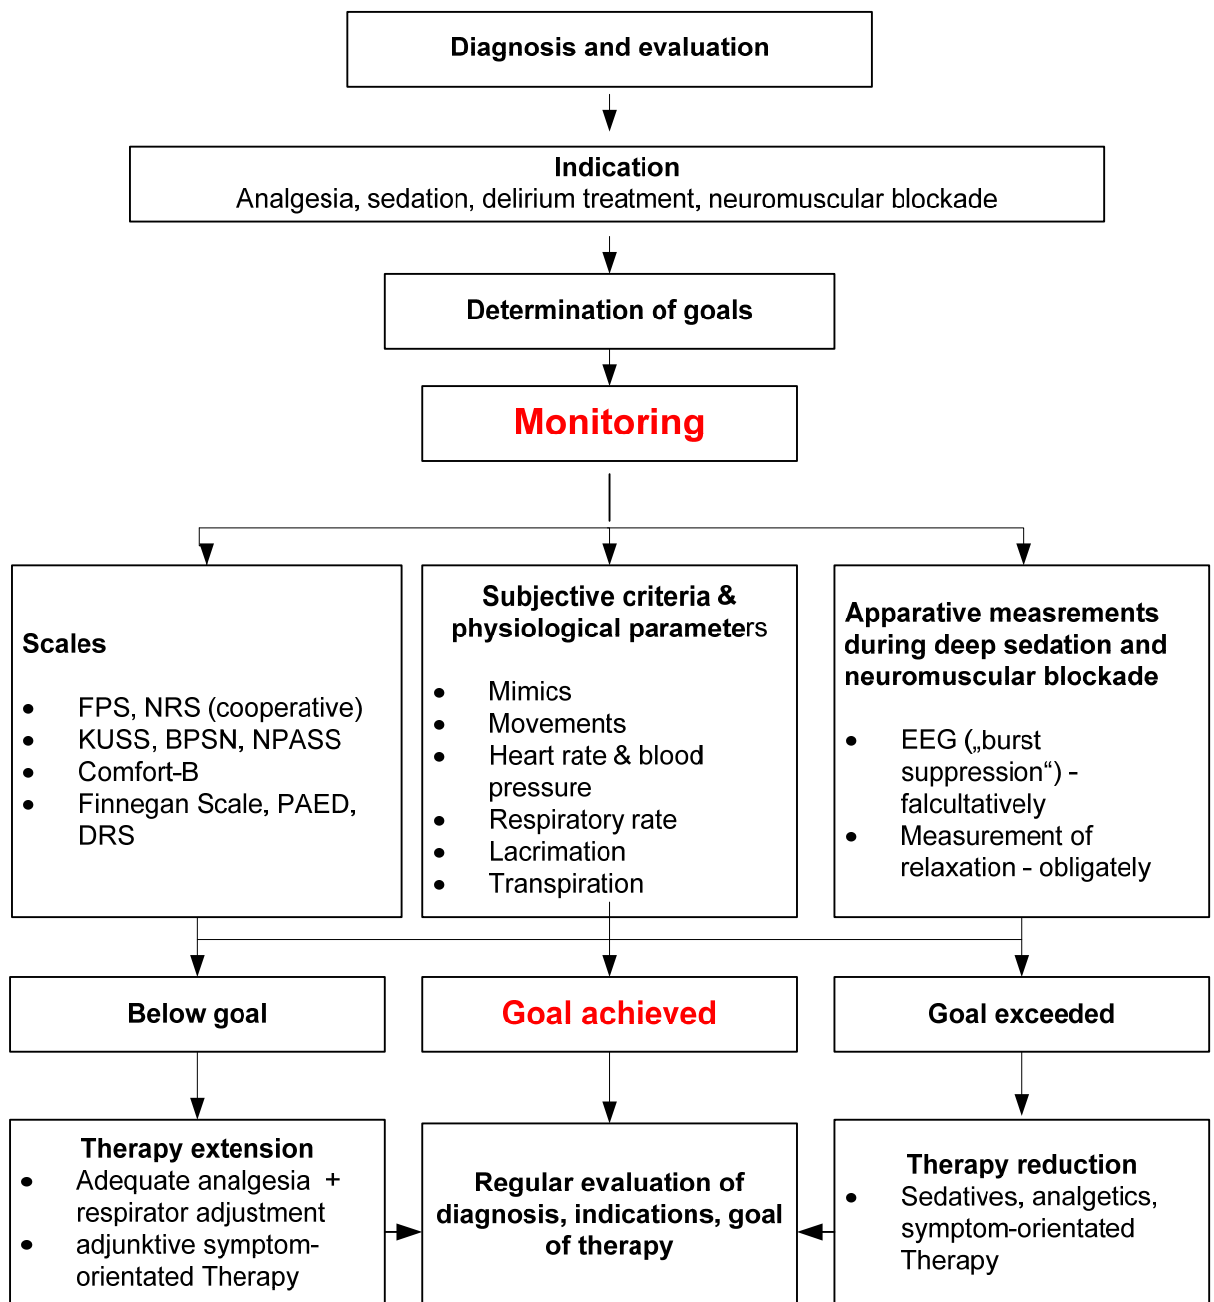 Diagnosis and evaluation
Indication
Analgesia, sedation, delirium treatment, neuromuscular blockade
Determination of goals
Monitoring
Scales
• FPS, NRS (cooperative)
• KUSS, BPSN, NPASS
• Comfort-B
• Finnegan Scale, PAED,
DRS
Subjective criteria &
physiological parameters
• Mimics
• Movements
• Heart rate & blood
pressure
• Respiratory rate
• Lacrimation
• Transpiration
Apparative measrements
during deep sedation and
neuromuscular blockade
• EEG („burst
suppression“) -
falcultatively
• Measurement of
relaxation - obligately
Below goal
Goal achieved
Goal exceeded
Therapy extension
• Adequate analgesia +
respirator adjustment
• adjunktive symptom-
orientated Therapy
Regular evaluation of
diagnosis, indications, goal
of therapy
Therapy reduction
• Sedatives, analgetics,
symptom-orientated
Therapy